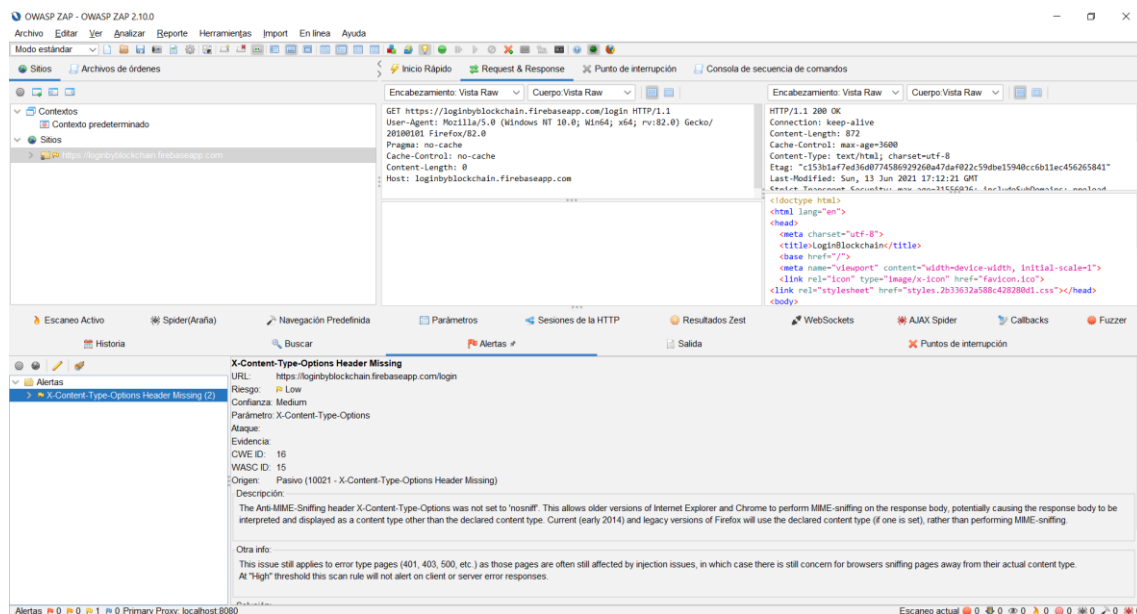 OWASP ZAP - OWASP ZAP 2.10.0
Archivo Editar Ver Analizar Reporte Herramientas Import En línea Ayuda
Modo estándar
Sitios Archivos de órdenes
Inicio Rápido Request & Response Punto de interrupción Consola de secuencia de comandos
Contextos
Contexto predeterminado
Sitios
https://loginbyblockchain.firebaseapp.com
Encabezamiento: Vista Raw Cuerpo:Vista Raw
GET https://loginbyblockchain.firebaseapp.com/login HTTP/1.1
User-Agent: Mozilla/5.0 (Windows NT 10.0; Win64; x64; rv:82.0) Gecko/
20100101 Firefox/82.0
Pragma: no-cache
Cache-Control: no-cache
Content-Length: 0
Host: loginbyblockchain.firebaseapp.com
Encabezamiento: Vista Raw Cuerpo:Vista Raw
HTTP/1.1 200 OK
Connection: keep-alive
Content-Length: 872
Cache-Control: max-age=3600
Content-Type: text/html; charset=utf-8
Etag: "c153b1af7ed36d0774586929260a47daf022c59dbe15940cc6b11ec456265841"
Last-Modified: Sun, 13 Jun 2021 17:12:21 GMT
Strict-Transport-Security: max-age=31556926; includeSubDomains; preload
<!doctype html>
<html lang="en">
<head>
<meta charset="utf-8">
<title>LoginBlockchain</title>
<base href="/">
<meta name="viewport" content="width=device-width, initial-scale=1">
<link rel="icon" type="image/x-icon" href="favicon.ico">
<link rel="stylesheet" href="styles.2b33632a588c428280d1.css"></head>
<body>
Escaneo Activo Spider(Araña) Navegación Predefinida Parámetros Sesiones de la HTTP Resultados Zest WebSockets AJAX Spider Callbacks Fuzzer
Historia Buscar Alertas Salida Puntos de interrupción
Alertas
X-Content-Type-Options Header Missing (2)
X-Content-Type-Options Header Missing
URL: https://loginbyblockchain.firebaseapp.com/login
Riesgo: Low
Confianza: Medium
Parámetro: X-Content-Type-Options
Ataque:
Evidencia:
CWE ID: 16
WASC ID: 15
Origen: Pasivo (10021 - X-Content-Type-Options Header Missing)
Descripción:
The Anti-MIME-Sniffing header X-Content-Type-Options was not set to 'nosniff'. This allows older versions of Internet Explorer and Chrome to perform MIME-sniffing on the response body, potentially causing the response body to be
interpreted and displayed as a content type other than the declared content type. Current (early 2014) and legacy versions of Firefox will use the declared content type (if one is set), rather than performing MIME-sniffing.
Otra info:
This issue still applies to error type pages (401, 403, 500, etc.) as those pages are often still affected by injection issues, in which case there is still concern for browsers sniffing pages away from their actual content type.
At "High" threshold this scan rule will not alert on client or server error responses.
Alertas 0 0 1 0 Primary Proxy: localhost:8080
Escaneo actual 0 0 0 0 0 0 0